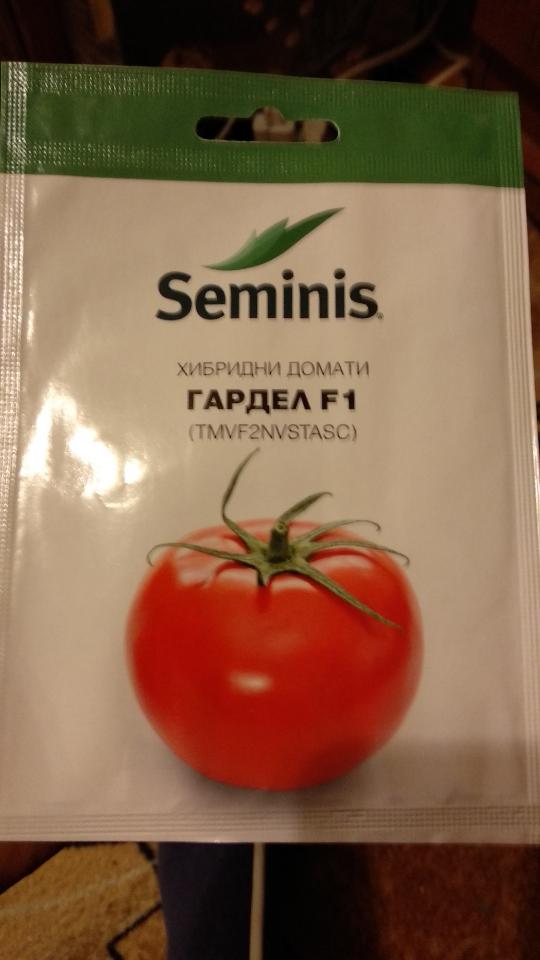 Seminis
ХИБРИДНИ ДОМАТИ
ГАРДЕЛ F1
(TMVF2NVSTASC)